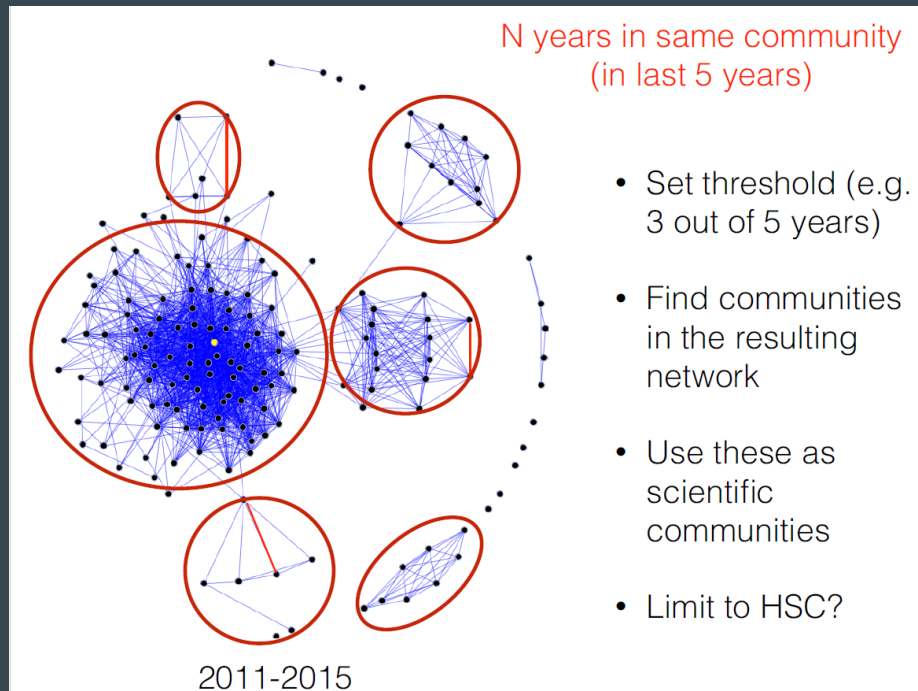 N years in same community
(in last 5 years)
• Set threshold (e.g.
3 out of 5 years)
• Find communities
in the resulting
network
• Use these as
scientific
communities
• Limit to HSC?
2011-2015